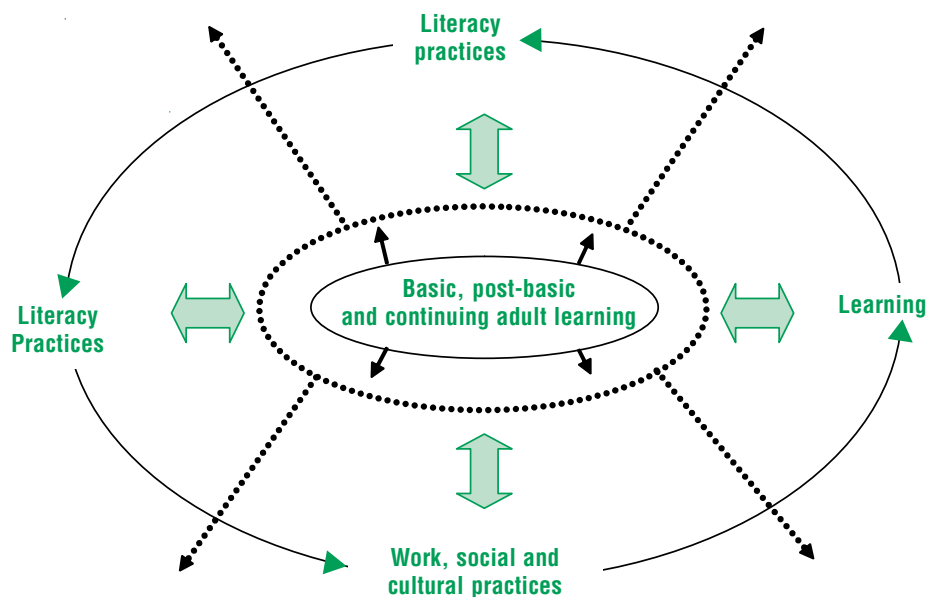 Literacy
practices
Basic, post-basic
and continuing adult learning
Literacy
Practices
Learning
Work, social and
cultural practices